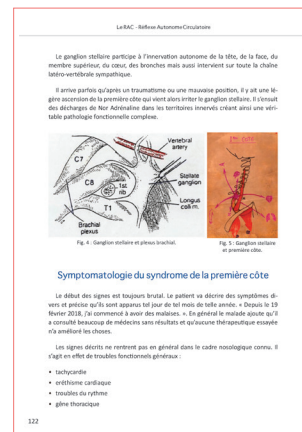 Le RAC - Réflexe Autonome Circulatoire
Le ganglion stellaire participe à l'innervation autonome de la tête, de la face, du
membre supérieur, du cœur, des bronches mais aussi intervient sur toute la chaîne
latéro-vertébrale sympathique.
Il arrive parfois qu'après un traumatisme ou une mauvaise position, il y ait une lé-
gère ascension de la première côte qui vient alors irriter le ganglion stellaire. Il s'ensuit
des décharges de Nor Adrénaline dans les territoires innervés créant ainsi une véri-
table pathologie fonctionnelle complexe.
Vertebral
artery
C7
C8
1st
rib
Stellate
ganglion
T1
Longus
colli m.
Brachial
plexus
Fig. 4 : Ganglion stellaire et plexus brachial.
Fig. 5 : Ganglion stellaire
et première côte.
Symptomatologie du syndrome de la première côte
Le début des signes est toujours brutal. Le patient va décrire des symptômes di-
vers et précise qu'ils sont apparus tel jour de tel mois de telle année. « Depuis le 19
février 2018, j'ai commencé à avoir des malaises. ». En général le malade ajoute qu'il
a consulté beaucoup de médecins sans résultats et qu'aucune thérapeutique essayée
n'a amélioré les choses.
Les signes décrits ne rentrent pas en général dans le cadre nosologique connu. Il
s'agit en effet de troubles fonctionnels généraux :
• tachycardie
• eréthisme cardiaque
• troubles du rythme
• gêne thoracique
122